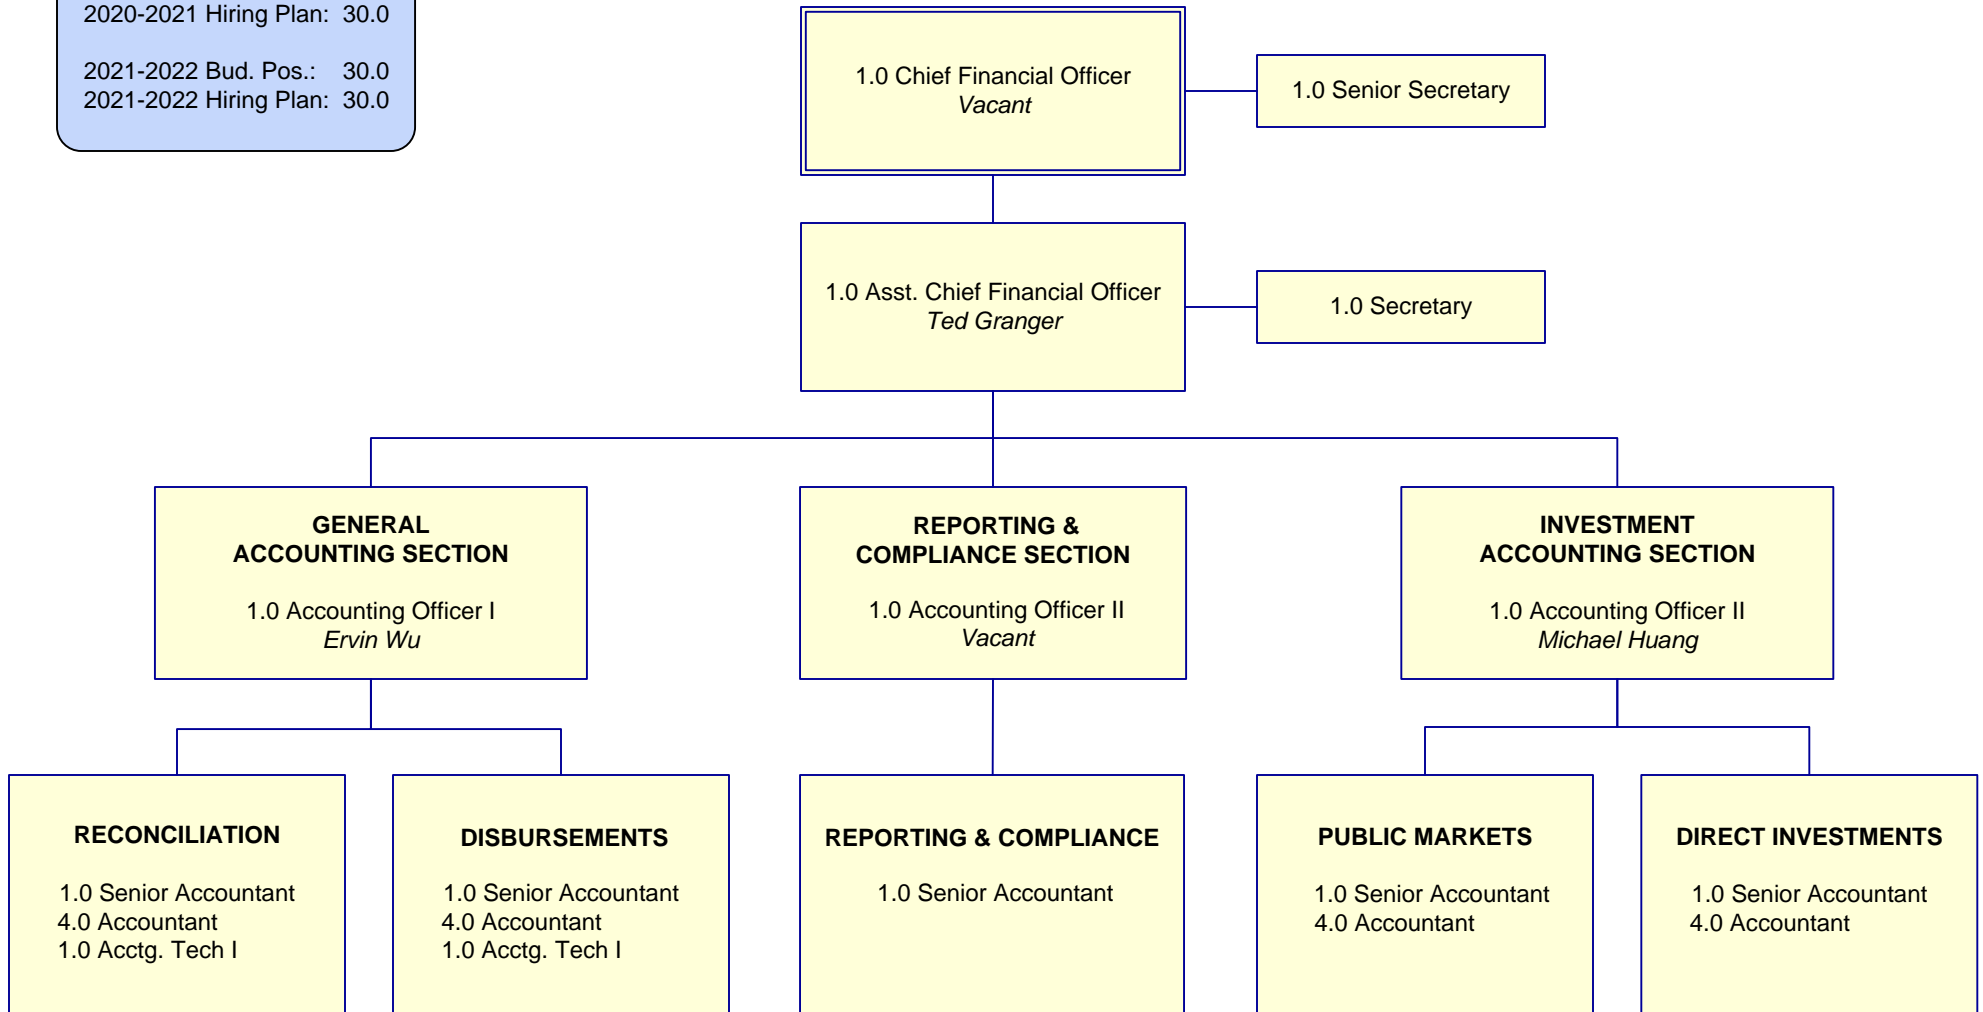 2020-2021 Hiring Plan: 30.0
2021-2022 Bud. Pos.: 30.0
2021-2022 Hiring Plan: 30.0
1.0 Chief Financial Officer
Vacant
1.0 Senior Secretary
1.0 Asst. Chief Financial Officer
Ted Granger
1.0 Secretary
GENERAL
ACCOUNTING SECTION
1.0 Accounting Officer I
Ervin Wu
REPORTING &
COMPLIANCE SECTION
1.0 Accounting Officer II
Vacant
INVESTMENT
ACCOUNTING SECTION
1.0 Accounting Officer II
Michael Huang
RECONCILIATION
1.0 Senior Accountant
4.0 Accountant
1.0 Acctg. Tech I
DISBURSEMENTS
1.0 Senior Accountant
4.0 Accountant
1.0 Acctg. Tech I
REPORTING & COMPLIANCE
1.0 Senior Accountant
PUBLIC MARKETS
1.0 Senior Accountant
4.0 Accountant
DIRECT INVESTMENTS
1.0 Senior Accountant
4.0 Accountant